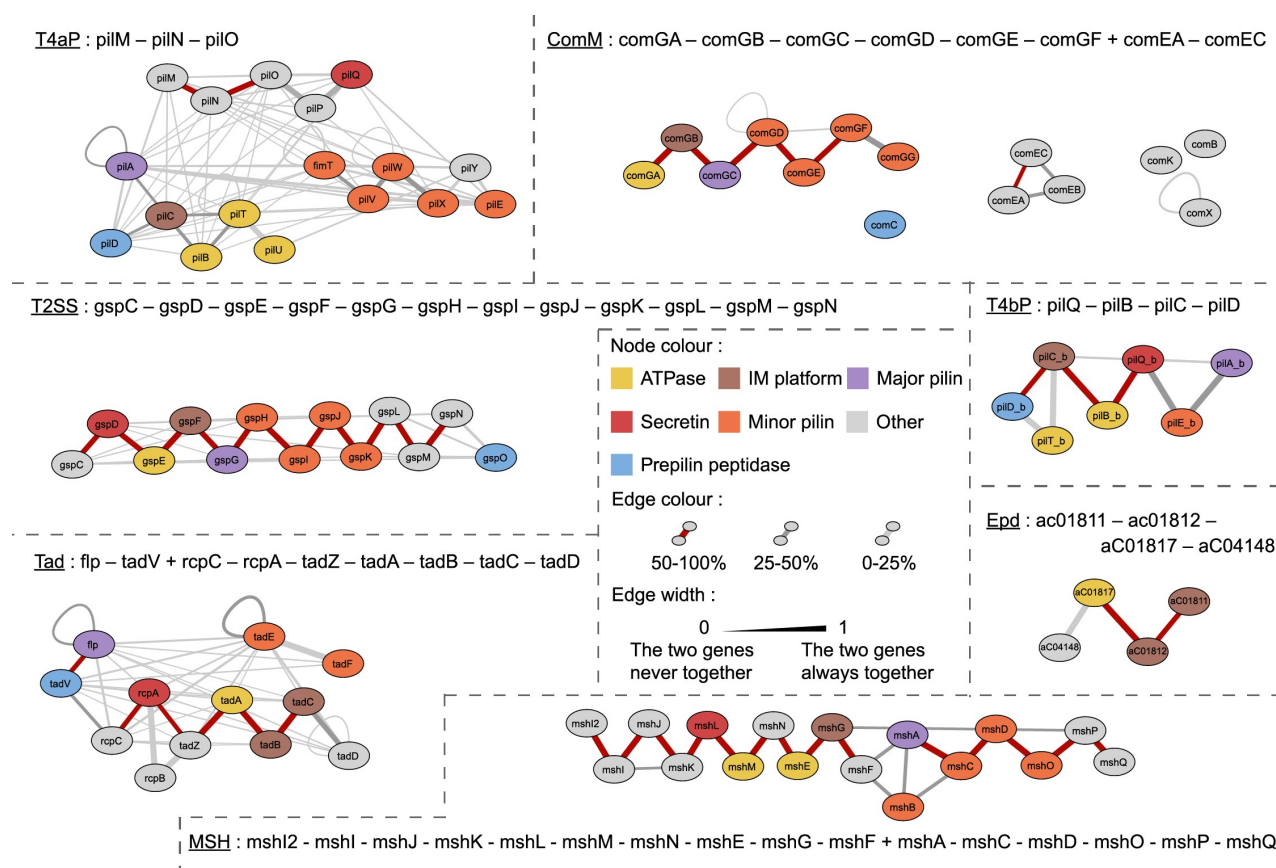 T4aP : pilM – pilN – pilO
pilM
pilO
pilQ
pilN
pilP
pilA
fimT
pilW
pilY
pilV
pilX
pilE
pilC
pilT
pilD
pilB
pilU
ComM : comGA – comGB – comGC – comGD – comGE – comGF + comEA – comEC
comGB
comGD
comGF
comGG
comGA
comGC
comGE
comC
comEC
comEA
comEB
comB
comK
comX
T2SS : gspC – gspD – gspE – gspF – gspG – gspH – gspI – gspJ – gspK – gspL – gspM – gspN
gspD
gspF
gspH
gspJ
gspL
gspN
gspC
gspE
gspG
gspI
gspK
gspM
gspO
Node colour :
ATPase IM platform Major pilin
Secretin Minor pilin Other
Prepilin peptidase
Edge colour :
50-100% 25-50% 0-25%
Edge width :
0 1
The two genes never together
The two genes always together
T4bP : pilQ – pilB – pilC – pilD
pilC_b
pilQ_b
pilA_b
pilD_b
pilB_b
pilE_b
pilT_b
Epd : ac01811 – ac01812 –
aC01817 – aC04148
aC01817
aC01811
aC04148
aC01812
Tad : flp – tadV + rcpC – rcpA – tadZ – tadA – tadB – tadC – tadD
flp
tadE
tadF
tadV
rcpA
tadA
tadC
rcpC
tadZ
tadB
tadD
rcpB
mshI2
mshJ
mshL
mshN
mshG
mshA
mshD
mshP
mshI
mshK
mshM
mshE
mshF
mshC
mshO
mshQ
mshB
MSH : mshI2 - mshI - mshJ - mshK - mshL - mshM - mshN - mshE - mshG - mshF + mshA - mshC - mshD - mshO - mshP - mshQ